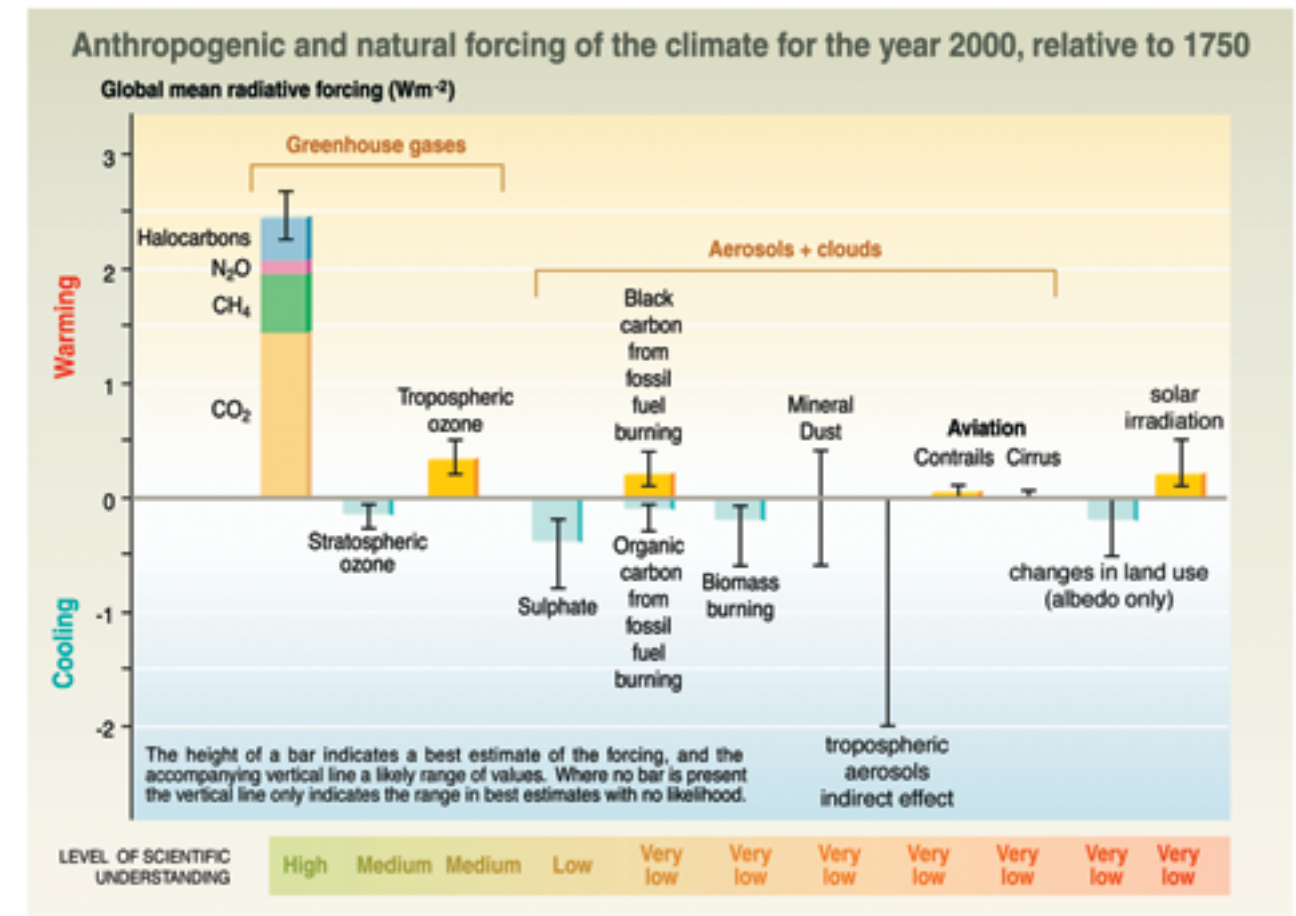 Anthropogenic and natural forcing of the climate for the year 2000, relative to 1750
Global mean radiative forcing (Wm-2)
Greenhouse gases
3
Halocarbons
N₂O
CH₄
CO₂
2
1
0
-1
-2
Warming
Cooling
Aerosols + clouds
Stratospheric
ozone
Tropospheric
ozone
Sulphate
Black
carbon
from
fossil
fuel
burning
Organic
carbon
from
fossil
fuel
burning
Biomass
burning
Mineral
Dust
tropospheric
aerosols
indirect effect
Aviation
Contrails Cirrus
changes in land use
(albedo only)
solar
irradiation
The height of a bar indicates a best estimate of the forcing, and the
accompanying vertical line a likely range of values. Where no bar is present
the vertical line only indicates the range in best estimates with no likelihood.
LEVEL OF SCIENTIFIC
UNDERSTANDING
High
Medium
Medium
Low
Very
low
Very
low
Very
low
Very
low
Very
low
Very
low
Very
low